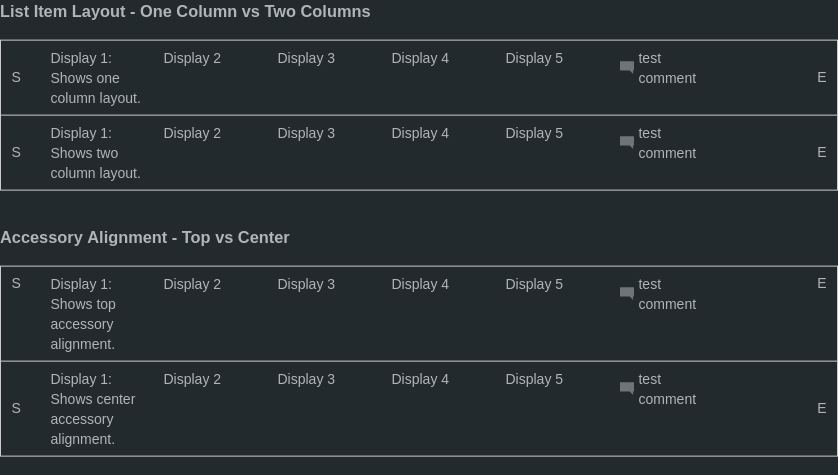 List Item Layout - One Column vs Two Columns
S Display 1: Display 2 Display 3 Display 4 Display 5 test E
Shows one comment
column layout.
S Display 1: Display 2 Display 3 Display 4 Display 5 test E
Shows two comment
column layout.
Accessory Alignment - Top vs Center
S Display 1: Display 2 Display 3 Display 4 Display 5 test E
Shows top comment
accessory
alignment.
Display 1: Display 2 Display 3 Display 4 Display 5 test
S Shows center comment E
accessory
alignment.